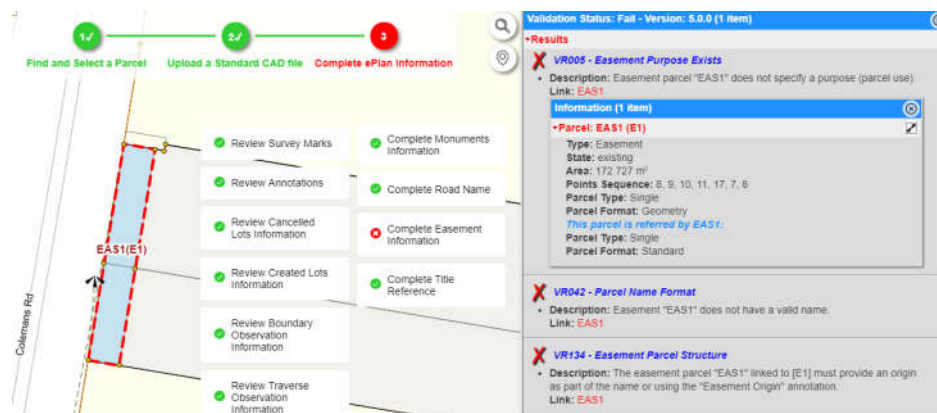 1✓
2✓
3
Find and Select a Parcel
Upload a Standard CAD file
Complete ePlan Information
Review Survey Marks
Review Annotations
Review Cancelled
Lots Information
Review Created Lots
Information
Review Boundary
Observation
Information
Review Traverse
Observation
Information
Complete Monuments
Information
Complete Road Name
Complete Easement
Information
Complete Title
Reference
EAS1(E1)
Colemans Rd
Validation Status: Fail - Version: 5.0.0 (1 item)
Results
VR005 - Easement Purpose Exists
Description: Easement parcel "EAS1" does not specify a purpose (parcel use).
Link: EAS1
Information (1 item)
Parcel: EAS1 (E1)
Type: Easement
State: existing
Area: 172.727 m²
Points Sequence: 8, 9, 10, 11, 17, 7, 8
Parcel Type: Single
Parcel Format: Geometry
This parcel is referred by EAS1:
Parcel Type: Single
Parcel Format: Standard
VR042 - Parcel Name Format
Description: Easement "EAS1" does not have a valid name.
Link: EAS1
VR134 - Easement Parcel Structure
Description: The easement parcel "EAS1" linked to [E1] must provide an origin
as part of the name or using the "Easement Origin" annotation.
Link: EAS1